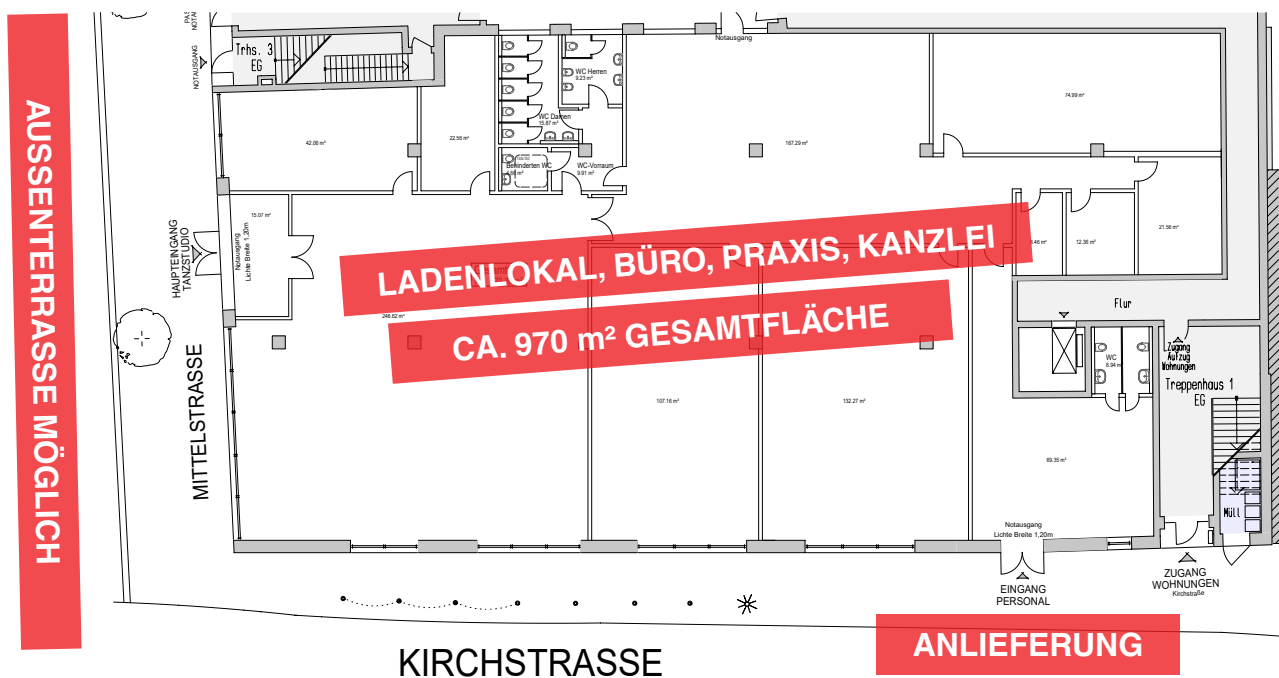 AUSSENTERRASSE MÖGLICH
NOTAUSGANG
Trhs. 3
EG
Notausgang
WC Herren
9.23 m²
WC Damen
15.87 m²
74.99 m²
42.06 m²
22.56 m²
167.29 m²
Behinderten WC
WC-Vorraum
9.91 m²
15.07 m²
Notausgang
Lichte Breite 1,20m
HAUPTEINGANG
TANZSTUDIO
12.36 m²
21.56 m²
LADENLOKAL, BÜRO, PRAXIS, KANZLEI
CA. 970 m² GESAMTFLÄCHE
248.62 m²
Flur
MITTELSTRASSE
WC
8.94 m²
Zugang
Aufzug
Wohnungen
Treppenhaus 1
EG
107.16 m²
132.27 m²
69.35 m²
Müll
Notausgang
Lichte Breite 1,20m
EINGANG
PERSONAL
ZUGANG
WOHNUNGEN
Kirchstraße
ANLIEFERUNG
KIRCHSTRASSE